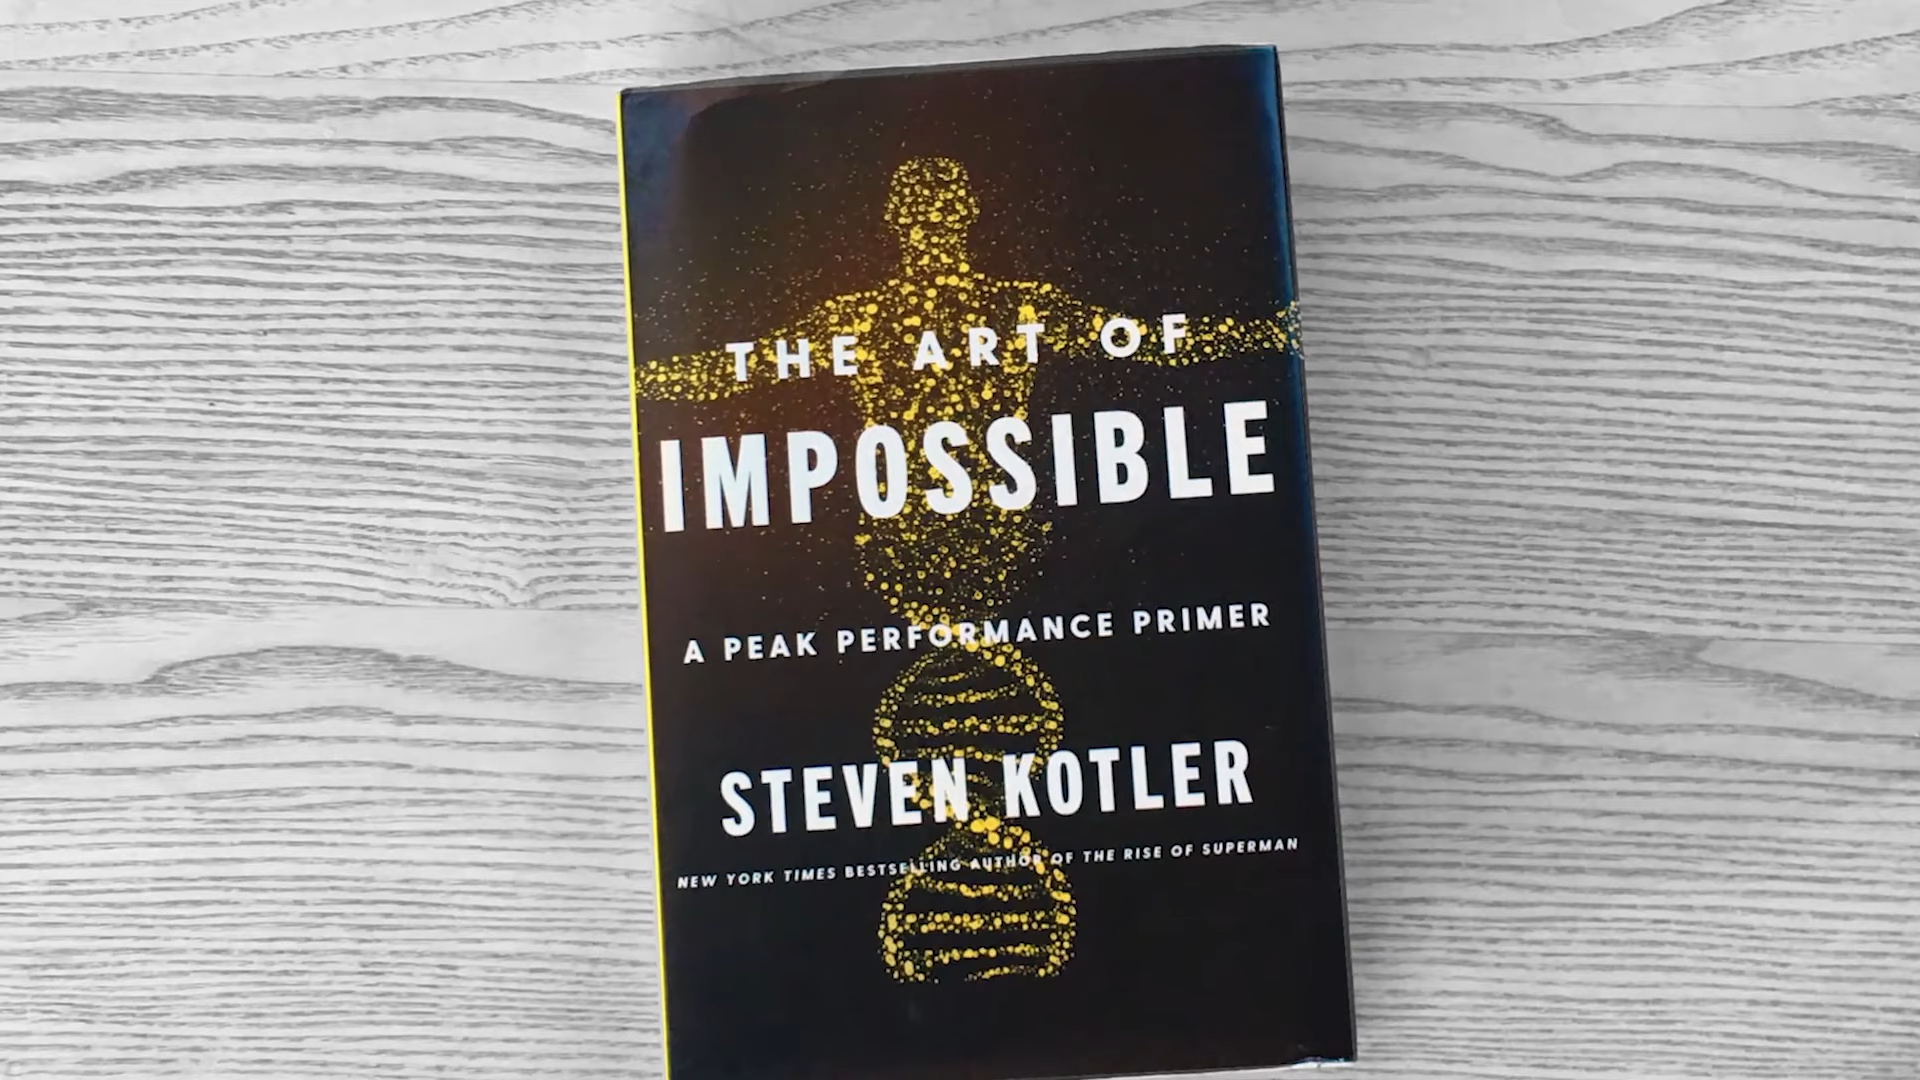 THE ART OF
IMPOSSIBLE
A PEAK PERFORMANCE PRIMER
STEVEN KOTLER
NEW YORK TIMES BESTSELLING AUTHOR OF THE RISE OF SUPERMAN